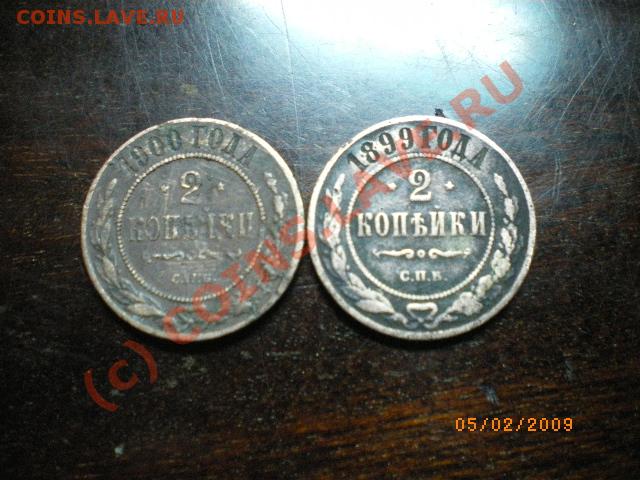 COINS.LAVE.RU
1900 ГОДА
2
КОПѢЙКИ
С.П.Б.
1899 ГОДА
2
КОПѢЙКИ
С.П.Б.
(c) COINS.LAVE.RU
05/02/2009